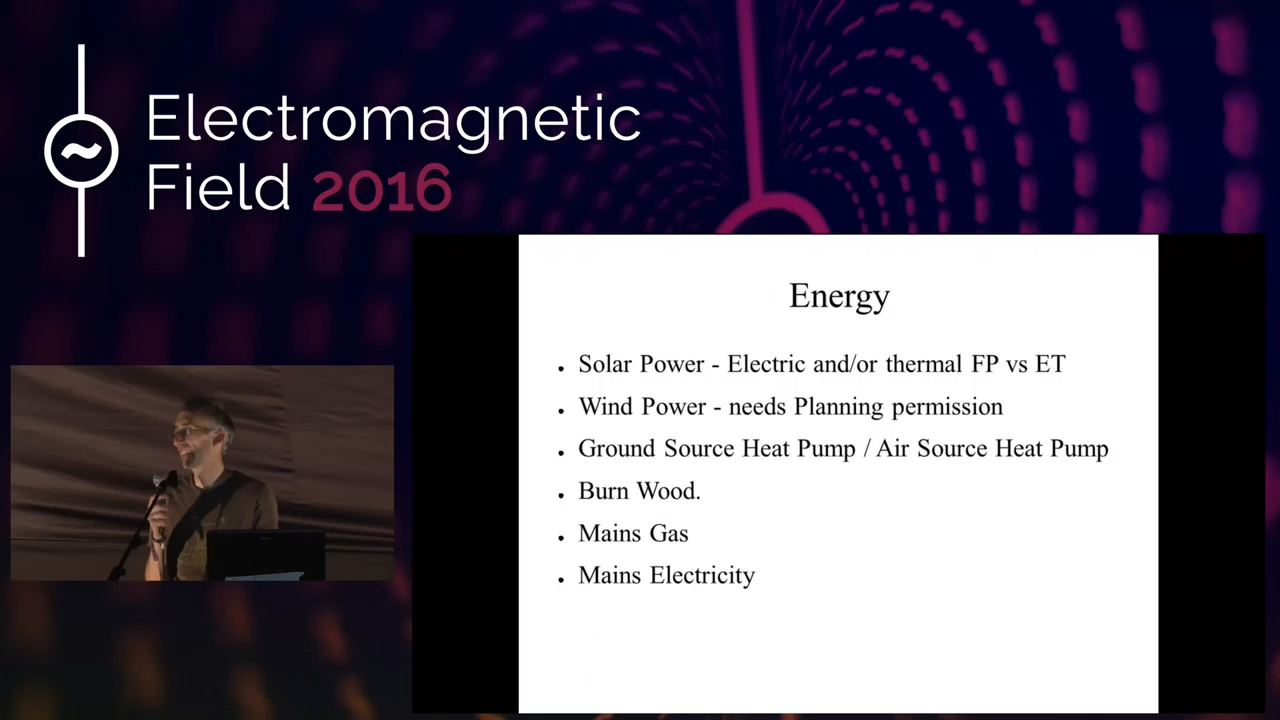 Electromagnetic
Field 2016
Energy
• Solar Power - Electric and/or thermal FP vs ET
• Wind Power - needs Planning permission
• Ground Source Heat Pump / Air Source Heat Pump
• Burn Wood.
• Mains Gas
• Mains Electricity